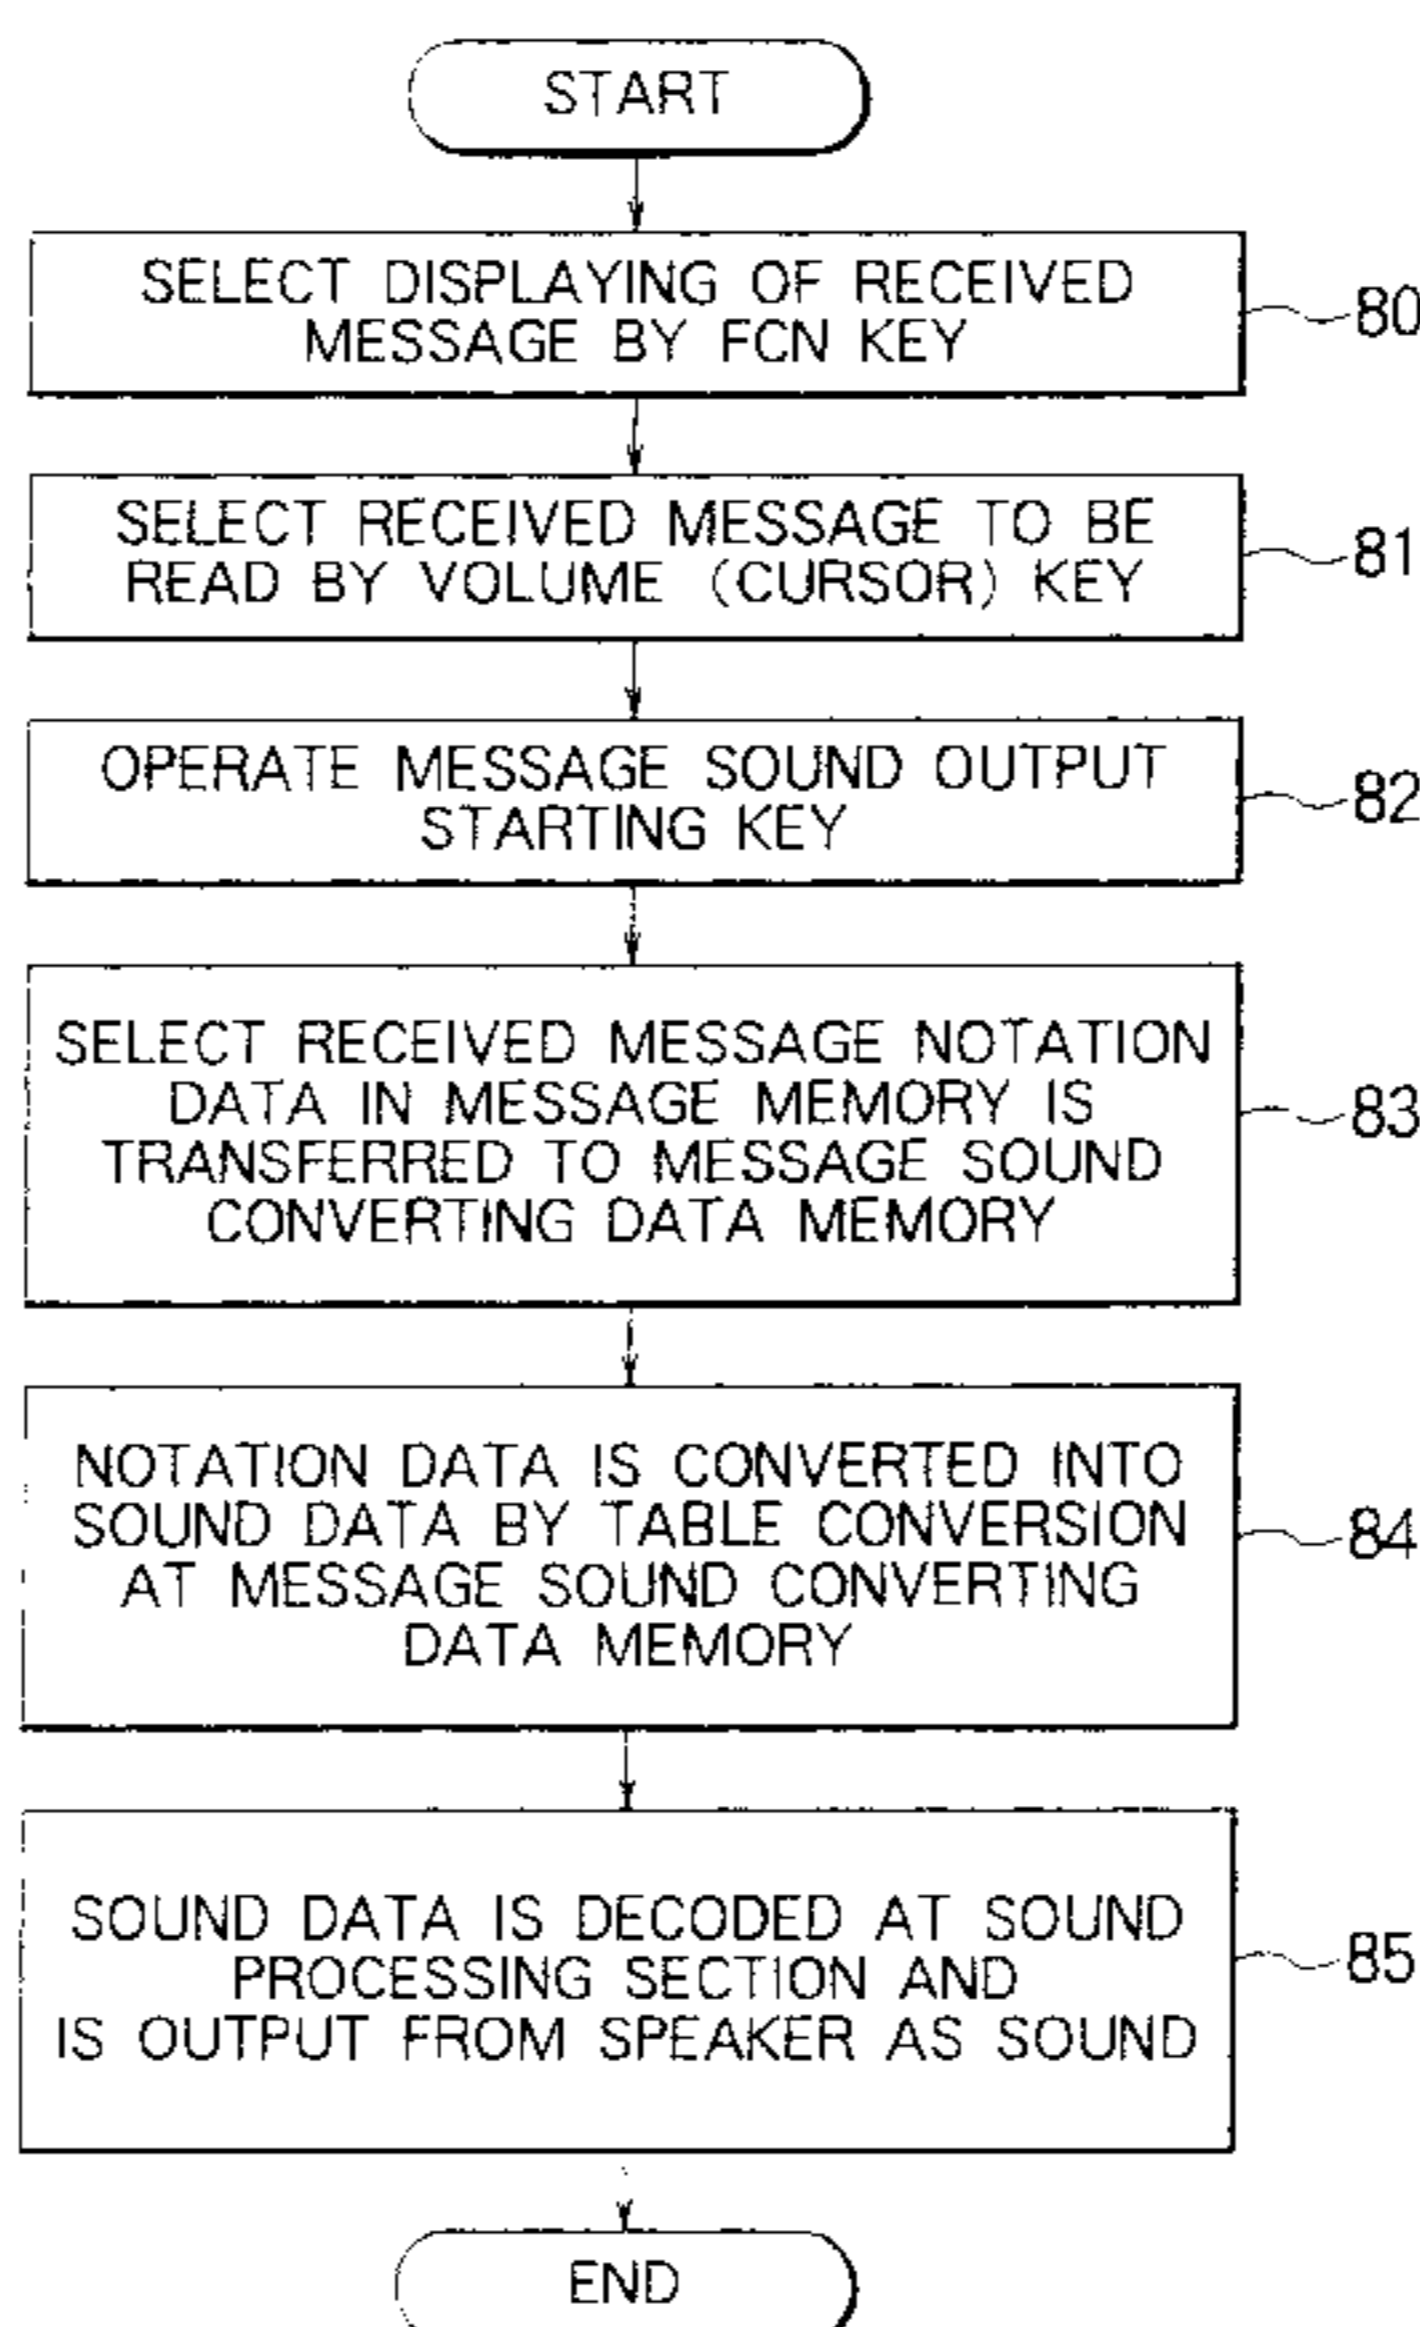 START
SELECT DISPLAYING OF RECEIVED
MESSAGE BY FCN KEY
80
SELECT RECEIVED MESSAGE TO BE
READ BY VOLUME (CURSOR) KEY
81
OPERATE MESSAGE SOUND OUTPUT
STARTING KEY
82
SELECT RECEIVED MESSAGE NOTATION
DATA IN MESSAGE MEMORY IS
TRANSFERRED TO MESSAGE SOUND
CONVERTING DATA MEMORY
83
NOTATION DATA IS CONVERTED INTO
SOUND DATA BY TABLE CONVERSION
AT MESSAGE SOUND CONVERTING
DATA MEMORY
84
SOUND DATA IS DECODED AT SOUND
PROCESSING SECTION AND
IS OUTPUT FROM SPEAKER AS SOUND
85
END